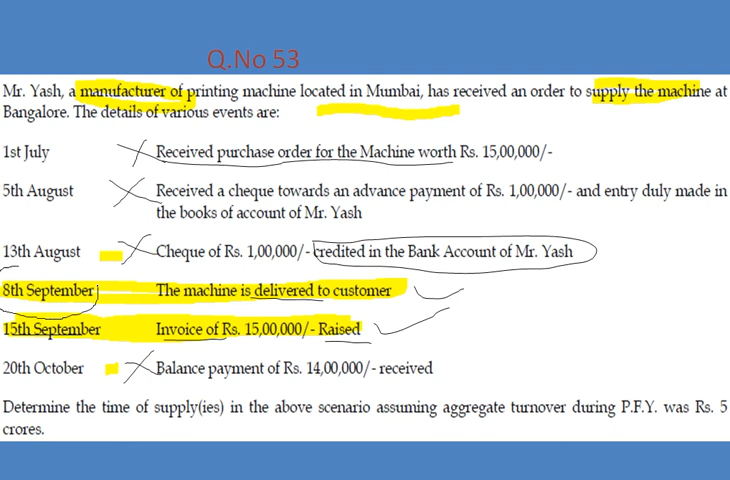 Q.No 53
Mr. Yash, a manufacturer of printing machine located in Mumbai, has received an order to supply the machine at
Bangalore. The details of various events are:
1st July Received purchase order for the Machine worth Rs. 15,00,000/-
5th August Received a cheque towards an advance payment of Rs. 1,00,000/- and entry duly made in
the books of account of Mr. Yash
13th August Cheque of Rs. 1,00,000/- credited in the Bank Account of Mr. Yash
8th September The machine is delivered to customer
15th September Invoice of Rs. 15,00,000/- Raised
20th October Balance payment of Rs. 14,00,000/- received
Determine the time of supply(ies) in the above scenario assuming aggregate turnover during P.F.Y. was Rs. 5
crores.